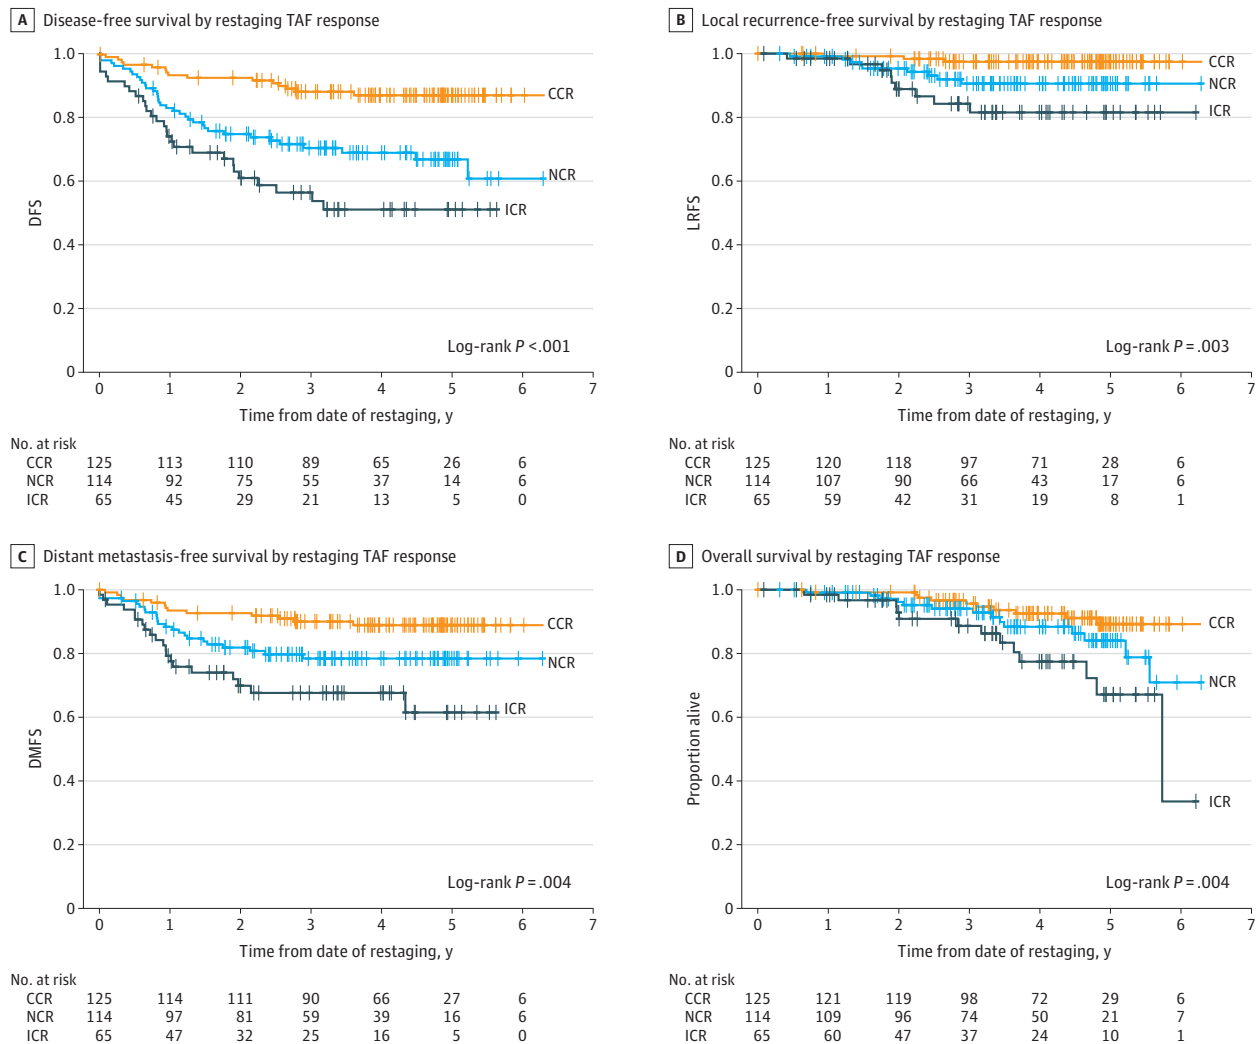 A Disease-free survival by restaging TAF response
1.0
0.8
0.6
0.4
0.2
0
DFS
CCR
NCR
ICR
Log-rank P <.001
0 1 2 3 4 5 6 7
Time from date of restaging, y
No. at risk
CCR 125 113 110 89 65 26 6
NCR 114 92 75 55 37 14 6
ICR 65 45 29 21 13 5 0
B Local recurrence-free survival by restaging TAF response
1.0
0.8
0.6
0.4
0.2
0
LRFS
CCR
NCR
ICR
Log-rank P = .003
0 1 2 3 4 5 6 7
Time from date of restaging, y
No. at risk
CCR 125 120 118 97 71 28 6
NCR 114 107 90 66 43 17 6
ICR 65 59 42 31 19 8 1
C Distant metastasis-free survival by restaging TAF response
1.0
0.8
0.6
0.4
0.2
0
DMFS
CCR
NCR
ICR
Log-rank P = .004
0 1 2 3 4 5 6 7
Time from date of restaging, y
No. at risk
CCR 125 114 111 90 66 27 6
NCR 114 97 81 59 39 16 6
ICR 65 47 32 25 16 5 0
D Overall survival by restaging TAF response
1.0
0.8
0.6
0.4
0.2
0
Proportion alive
CCR
NCR
ICR
Log-rank P = .004
0 1 2 3 4 5 6 7
Time from date of restaging, y
No. at risk
CCR 125 121 119 98 72 29 6
NCR 114 109 96 74 50 21 7
ICR 65 60 47 37 24 10 1